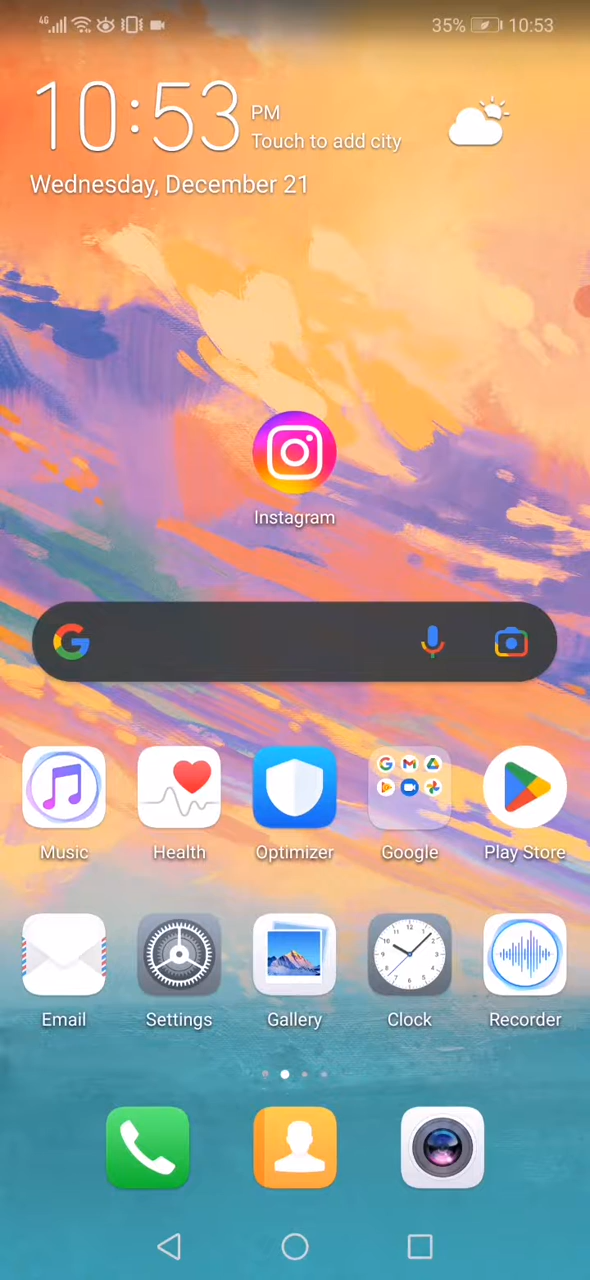 4G 35% 10:53
10:53 PM
Touch to add city
Wednesday, December 21
Instagram
Music Health Optimizer Google Play Store
Email Settings Gallery Clock Recorder